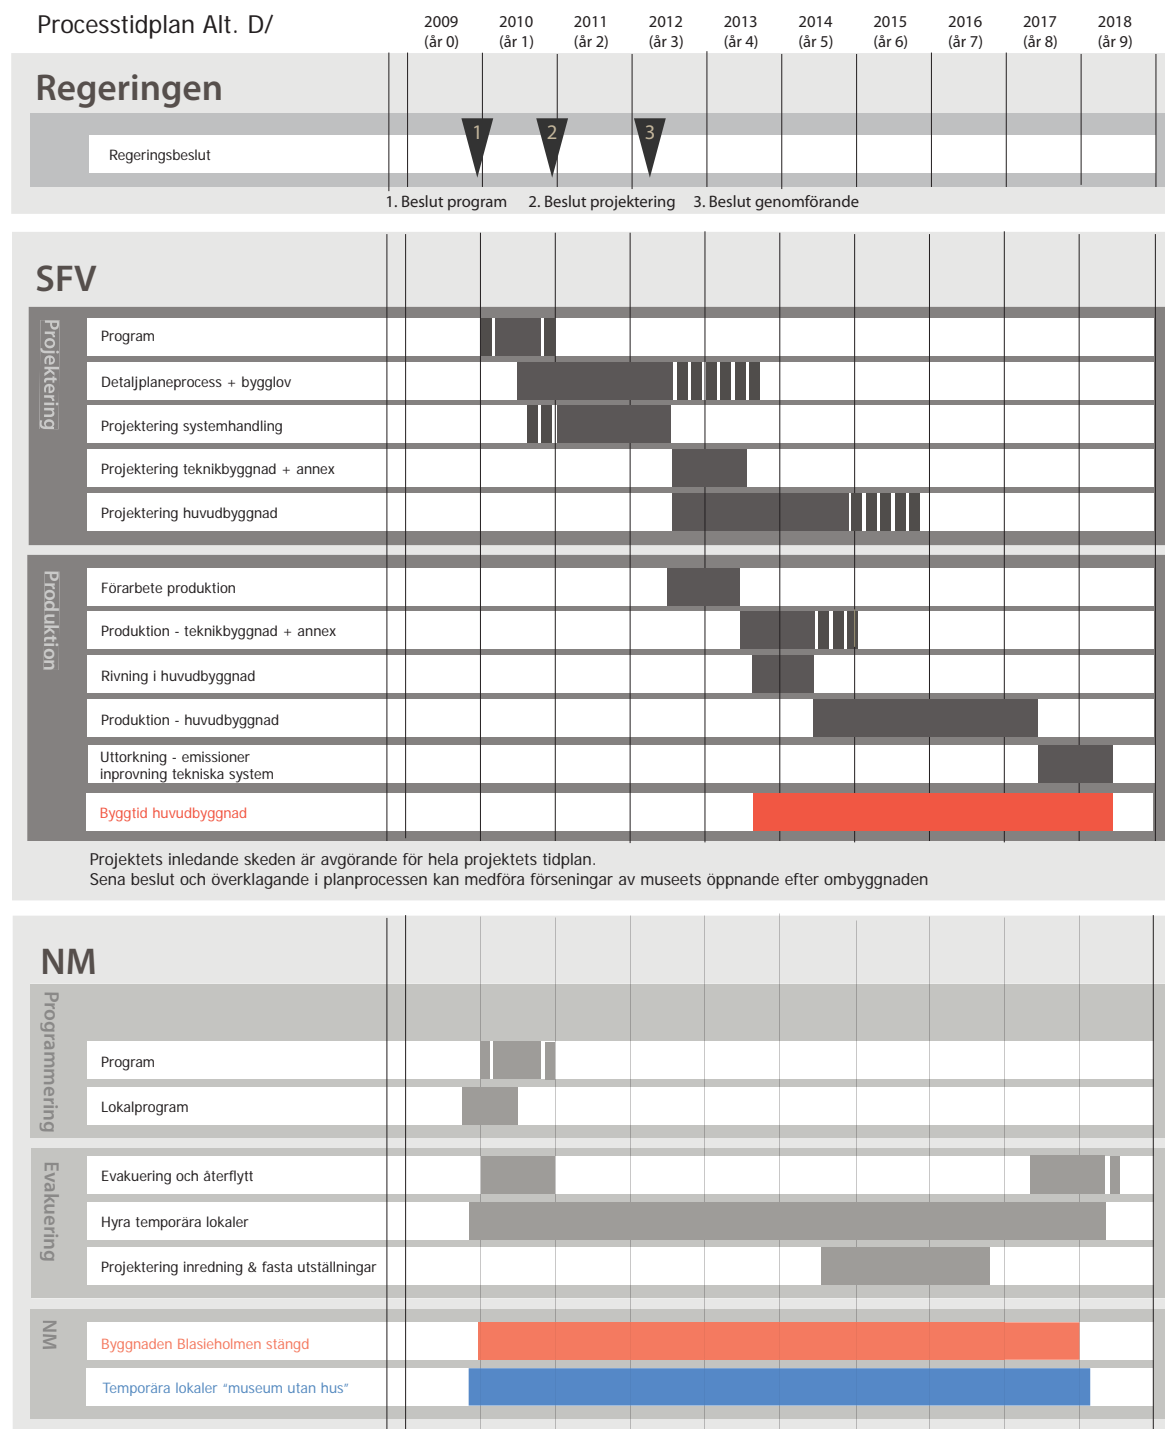 Processtidplan Alt. D/
2009 2010 2011 2012 2013 2014 2015 2016 2017 2018
(år 0) (år 1) (år 2) (år 3) (år 4) (år 5) (år 6) (år 7) (år 8) (år 9)
Regeringen
1 2 3
Regeringsbeslut
1. Beslut program 2. Beslut projektering 3. Beslut genomförande
SFV
Projektering
Program
Detaljplaneprocess + bygglov
Projektering systemhandling
Projektering teknikbyggnad + annex
Projektering huvudbyggnad
Produktion
Förarbete produktion
Produktion - teknikbyggnad + annex
Rivning i huvudbyggnad
Produktion - huvudbyggnad
Uttorkning - emissioner
inprovning tekniska system
Byggtid huvudbyggnad
Projektets inledande skeden är avgörande för hela projektets tidplan.
Sena beslut och överklagande i planprocessen kan medföra förseningar av museets öppnande efter ombyggnaden
NM
Programmering
Program
Lokalprogram
Evakuering
Evakuering och återflytt
Hyra temporära lokaler
Projektering inredning & fasta utställningar
NM
Byggnaden Blasieholmen stängd
Temporära lokaler “museum utan hus”